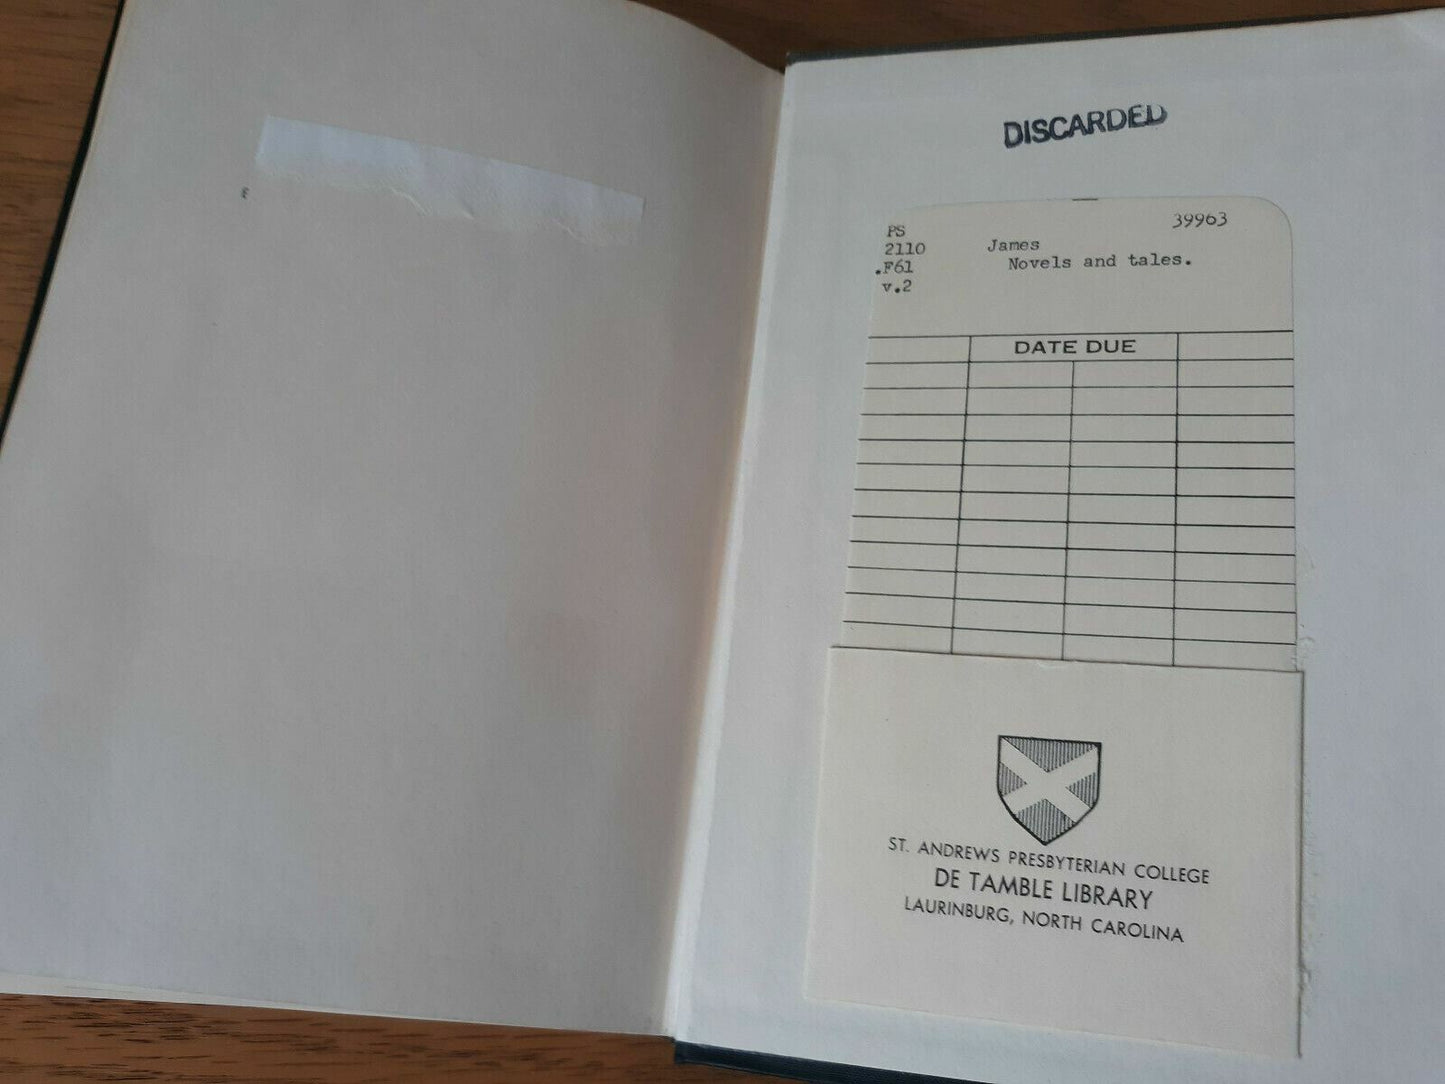 DISCARDED
PS 39963
2110 James
.F61 Novels and tales.
v.2
DATE DUE
ST. ANDREWS PRESBYTERIAN COLLEGE
DE TAMBLE LIBRARY
LAURINBURG, NORTH CAROLINA